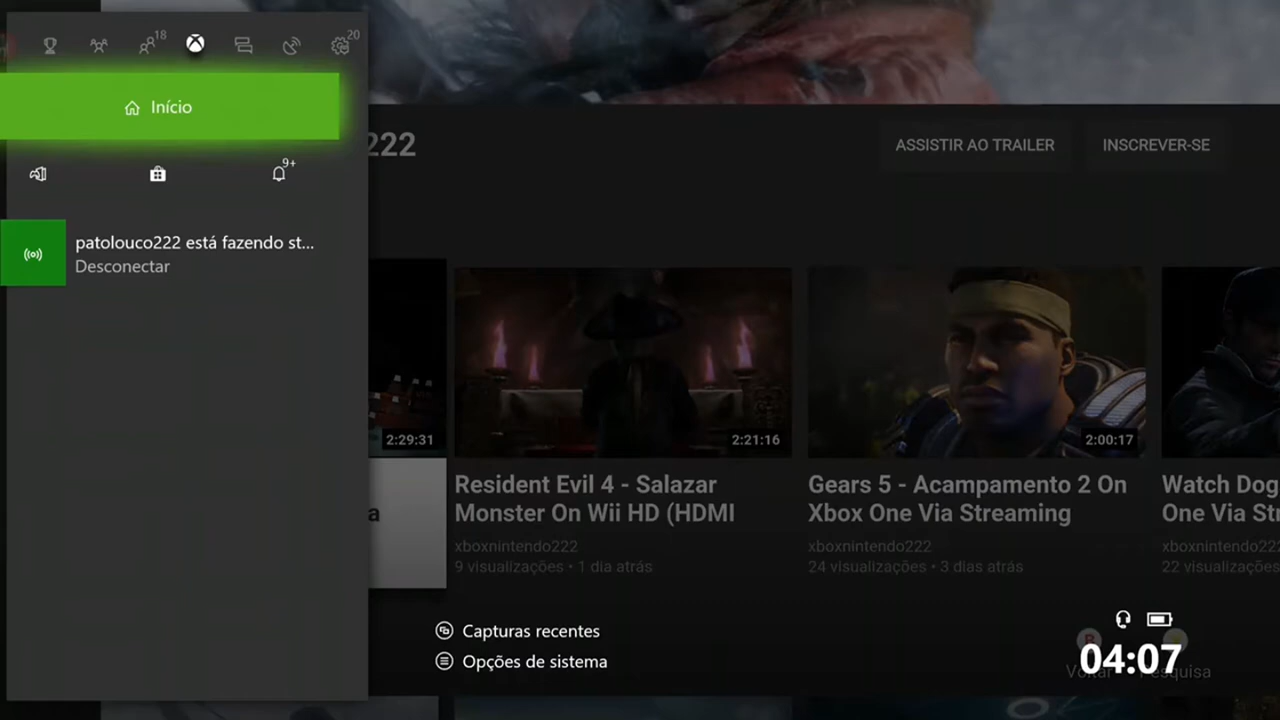 18
20
Início
9+
patolouco222 está fazendo st...
Desconectar
222
ASSISTIR AO TRAILER
INSCREVER-SE
2:29:31
2:21:16
2:00:17
a
Resident Evil 4 - Salazar
Monster On Wii HD (HDMI
xboxnintendo222
9 visualizações • 1 dia atrás
Gears 5 - Acampamento 2 On
Xbox One Via Streaming
xboxnintendo222
24 visualizações • 3 dias atrás
Watch Dog
One Via Str
xboxnintendo222
22 visualizações
Capturas recentes
Opções de sistema
B
04:07
Voltar
Pesquisa